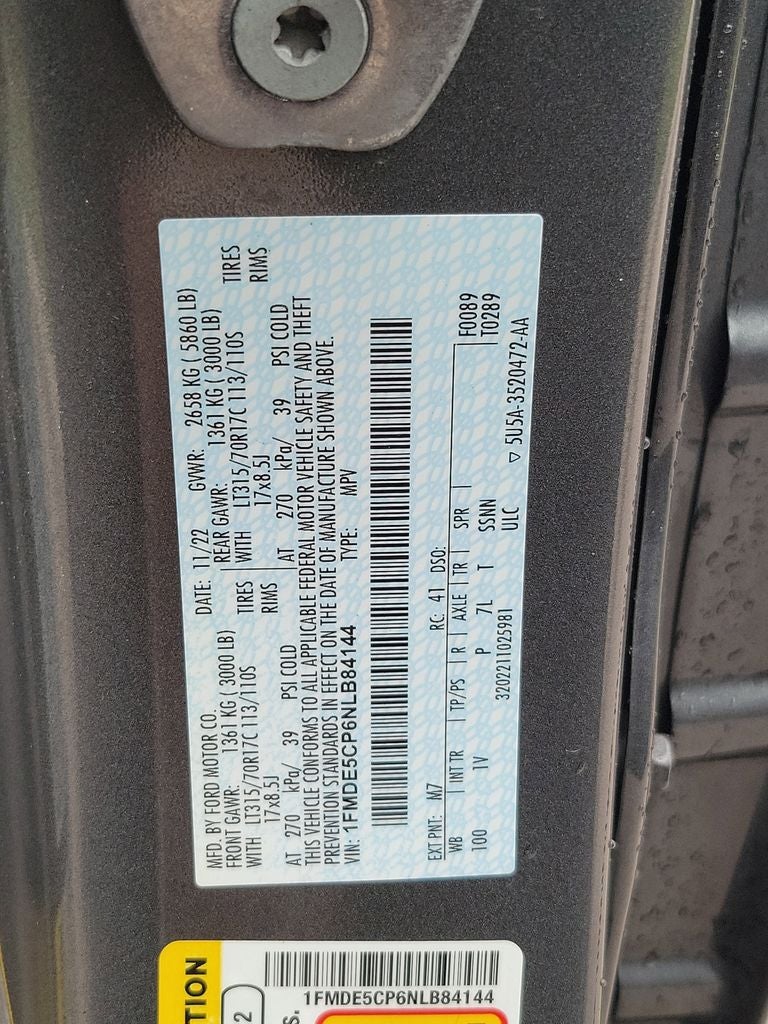 MFD. BY FORD MOTOR CO. DATE: 11/22 GVWR: 2658 KG ( 5860 LB)
FRONT GAWR: 1361 KG ( 3000 LB) REAR GAWR: 1361 KG ( 3000 LB)
WITH LT315/70R17C 113/110S TIRES WITH LT315/70R17C 113/110S TIRES
17x8.5J RIMS 17x8.5J RIMS
AT 270 kPa/ 39 PSI COLD AT 270 kPa/ 39 PSI COLD
THIS VEHICLE CONFORMS TO ALL APPLICABLE FEDERAL MOTOR VEHICLE SAFETY AND THEFT
PREVENTION STANDARDS IN EFFECT ON THE DATE OF MANUFACTURE SHOWN ABOVE.
VIN: 1FMDE5CP6NLB84144 TYPE: MPV
EXT PNT: M7 RC: 41 DSO: F0089
WB INT TR TP/PS R AXLE TR SPR T0289
100 1V P 7L T SSNN
3202211025981 ULC ▽ 5U5A-3520472-AA
TION
2
s.
1FMDE5CP6NLB84144